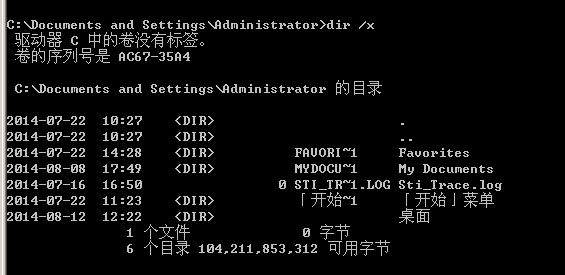 C:\Documents and Settings\Administrator>dir /x
驱动器 C 中的卷没有标签。
卷的序列号是 AC67-35A4
C:\Documents and Settings\Administrator 的目录
2014-07-22  10:27    <DIR>                       .
2014-07-22  10:27    <DIR>                       ..
2014-07-22  14:28    <DIR>          FAVORI~1     Favorites
2014-08-08  17:49    <DIR>          MYDOCU~1     My Documents
2014-07-16  16:50                 0 STI_TR~1.LOG Sti_Trace.log
2014-07-22  11:23    <DIR>          「开始~1     「开始」菜单
2014-08-12  12:22    <DIR>                       桌面
1 个文件              0 字节
6 个目录 104,211,853,312 可用字节